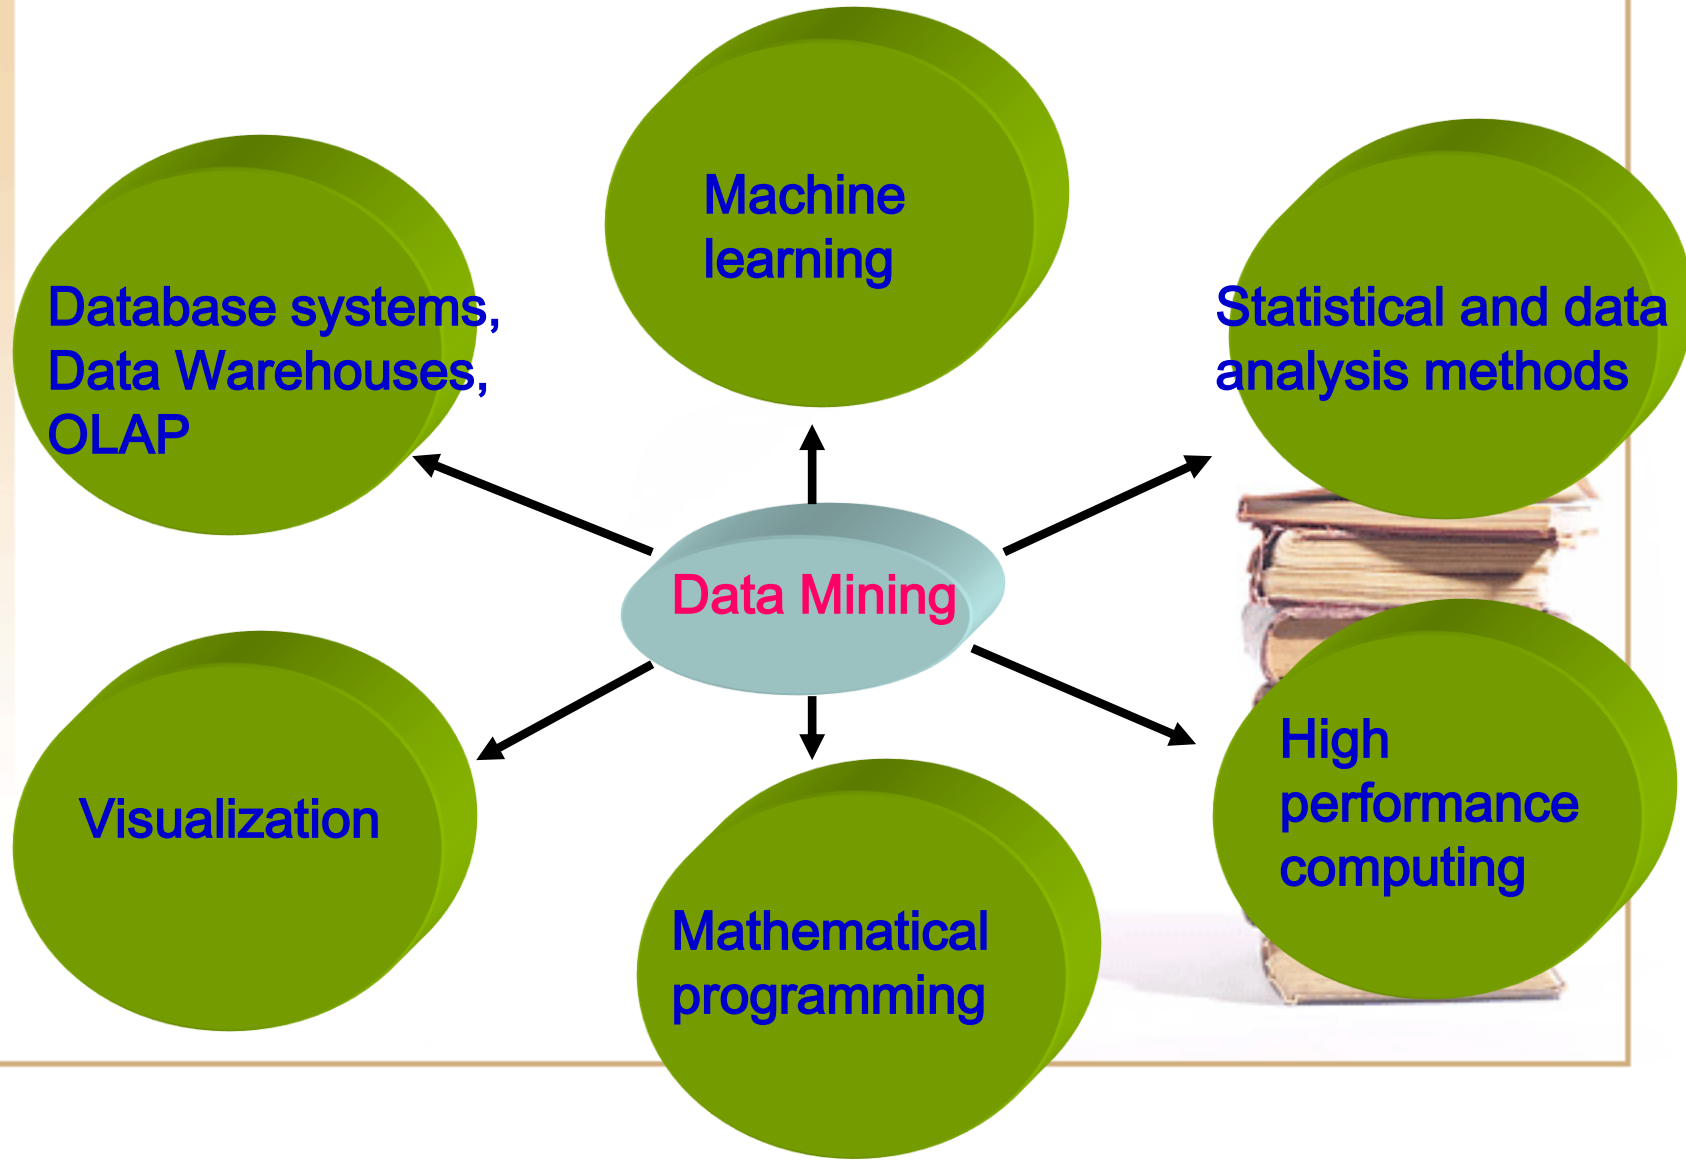 Machine
learning
Database systems,
Data Warehouses,
OLAP
Statistical and data
analysis methods
Data Mining
Visualization
High
performance
computing
Mathematical
programming